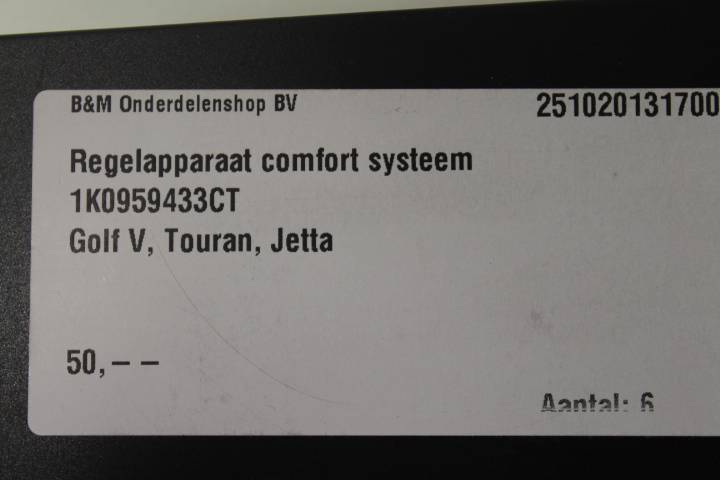 B&M Onderdelenshop BV 251020131700
Regelapparaat comfort systeem
1K0959433CT
Golf V, Touran, Jetta
50,– –
Aantal: 6